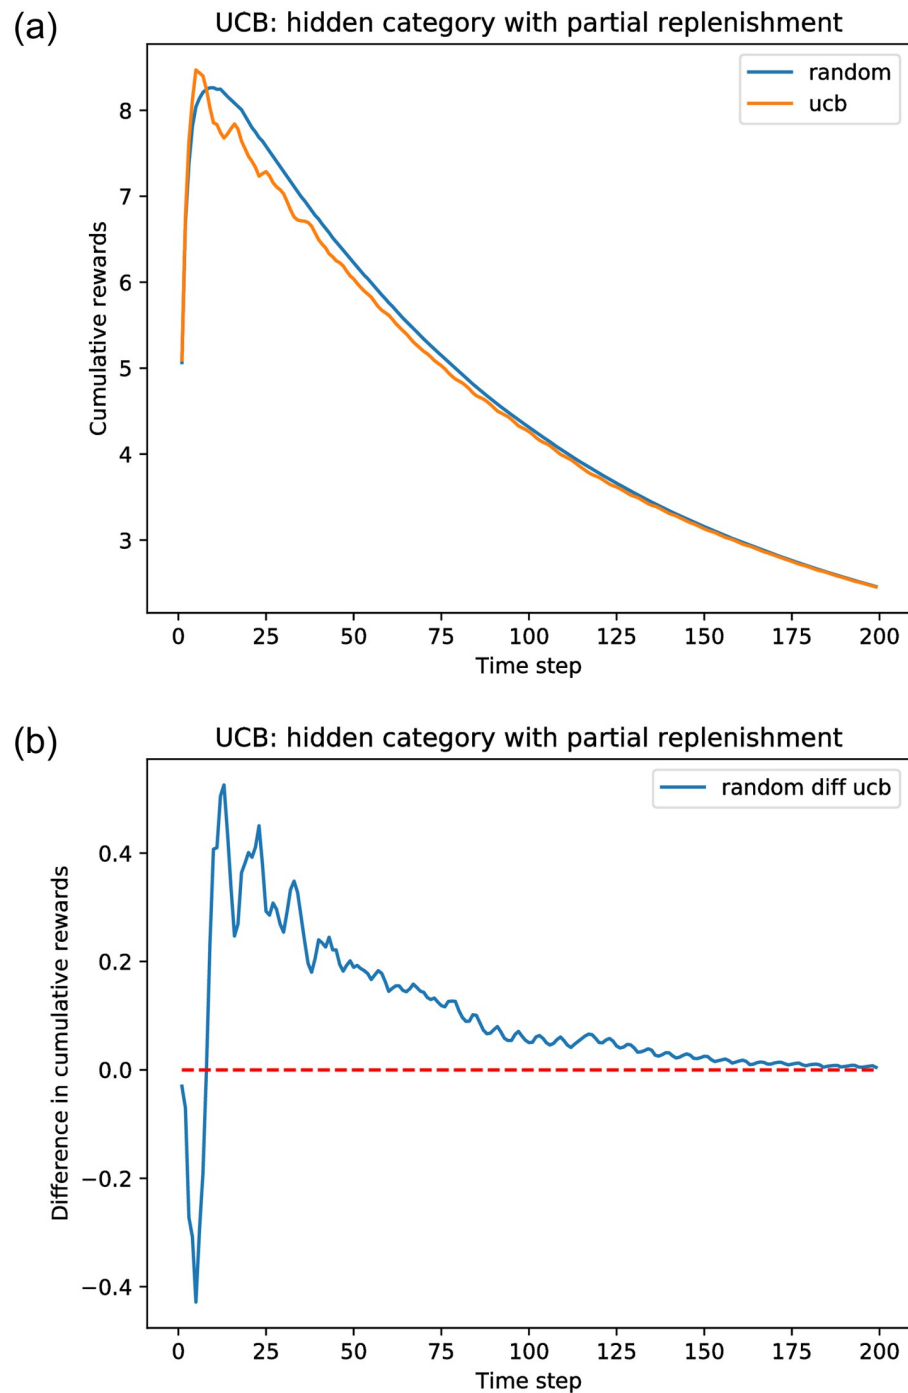 (a)
UCB: hidden category with partial replenishment
random
ucb
8
7
6
5
4
3
Cumulative rewards
0 25 50 75 100 125 150 175 200
Time step
(b)
UCB: hidden category with partial replenishment
random diff ucb
0.4
0.2
0.0
−0.2
−0.4
Difference in cumulative rewards
0 25 50 75 100 125 150 175 200
Time step